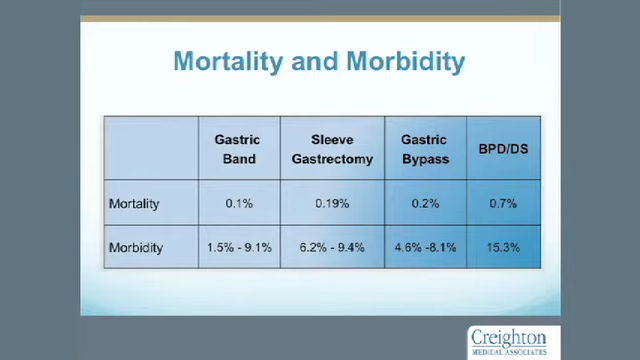 Mortality and Morbidity
Gastric Band
Sleeve Gastrectomy
Gastric Bypass
BPD/DS
Mortality 0.1% 0.19% 0.2% 0.7%
Morbidity 1.5% - 9.1% 6.2% - 9.4% 4.6% -8.1% 15.3%
Creighton
MEDICAL ASSOCIATES